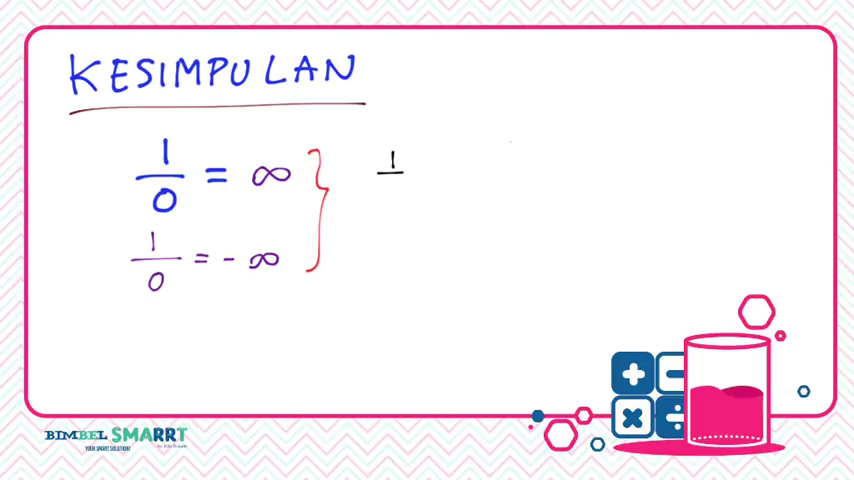 KESIMPULAN
1/0 = ∞
1/0 = - ∞
1/
BIMBEL SMARRT
YOUR SMART SOLUTION!